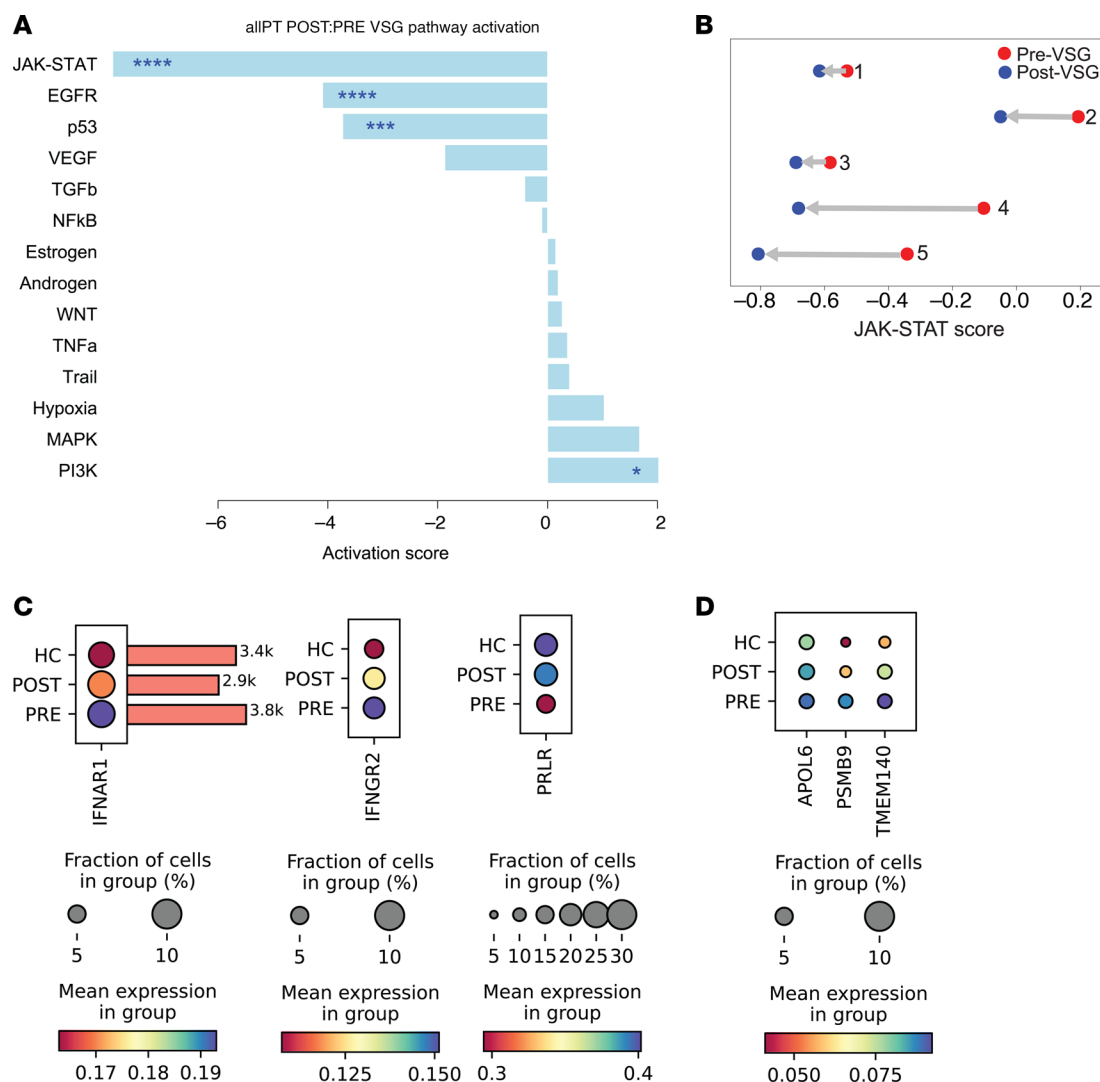 A
allPT POST:PRE VSG pathway activation
JAK-STAT
****
EGFR
****
p53
***
VEGF
TGFb
NFkB
Estrogen
Androgen
WNT
TNFa
Trail
Hypoxia
MAPK
PI3K
*
−6 −4 −2 0 2
Activation score
B
Pre-VSG
Post-VSG
1
2
3
4
5
−0.8 −0.6 −0.4 −0.2 0.0 0.2
JAK-STAT score
C
HC 3.4k
POST 2.9k
PRE 3.8k
IFNAR1
Fraction of cells
in group (%)
5 10
Mean expression
in group
0.17 0.18 0.19
HC
POST
PRE
IFNGR2
Fraction of cells
in group (%)
5 10
Mean expression
in group
0.125 0.150
HC
POST
PRE
PRLR
Fraction of cells
in group (%)
5 10 15 20 25 30
Mean expression
in group
0.3 0.4
D
HC
POST
PRE
APOL6 PSMB9 TMEM140
Fraction of cells
in group (%)
5 10
Mean expression
in group
0.050 0.075